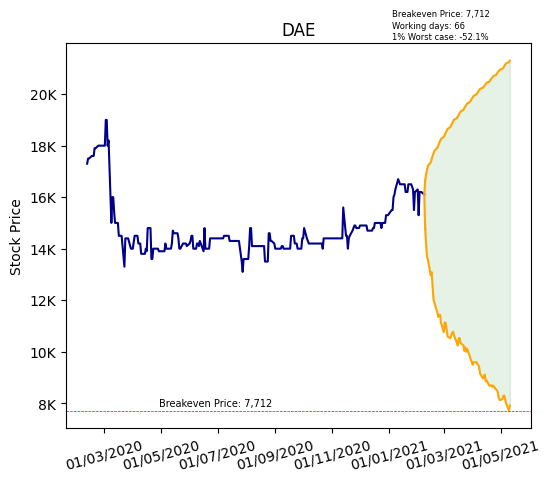 Breakeven Price: 7,712
Working days: 66
1% Worst case: -52.1%
DAE
Stock Price
20K
18K
16K
14K
12K
10K
8K
Breakeven Price: 7,712
01/03/2020
01/05/2020
01/07/2020
01/09/2020
01/11/2020
01/01/2021
01/03/2021
01/05/2021